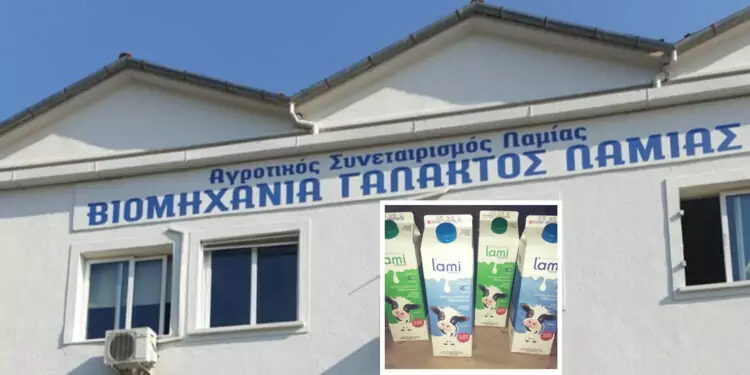 Αγροτικός Συνεταιρισμός Λαμίας
ΒΙΟΜΗΧΑΝΙΑ ΓΑΛΑΚΤΟΣ ΛΑΜΙΑΣ
lami
lami
lami
lami